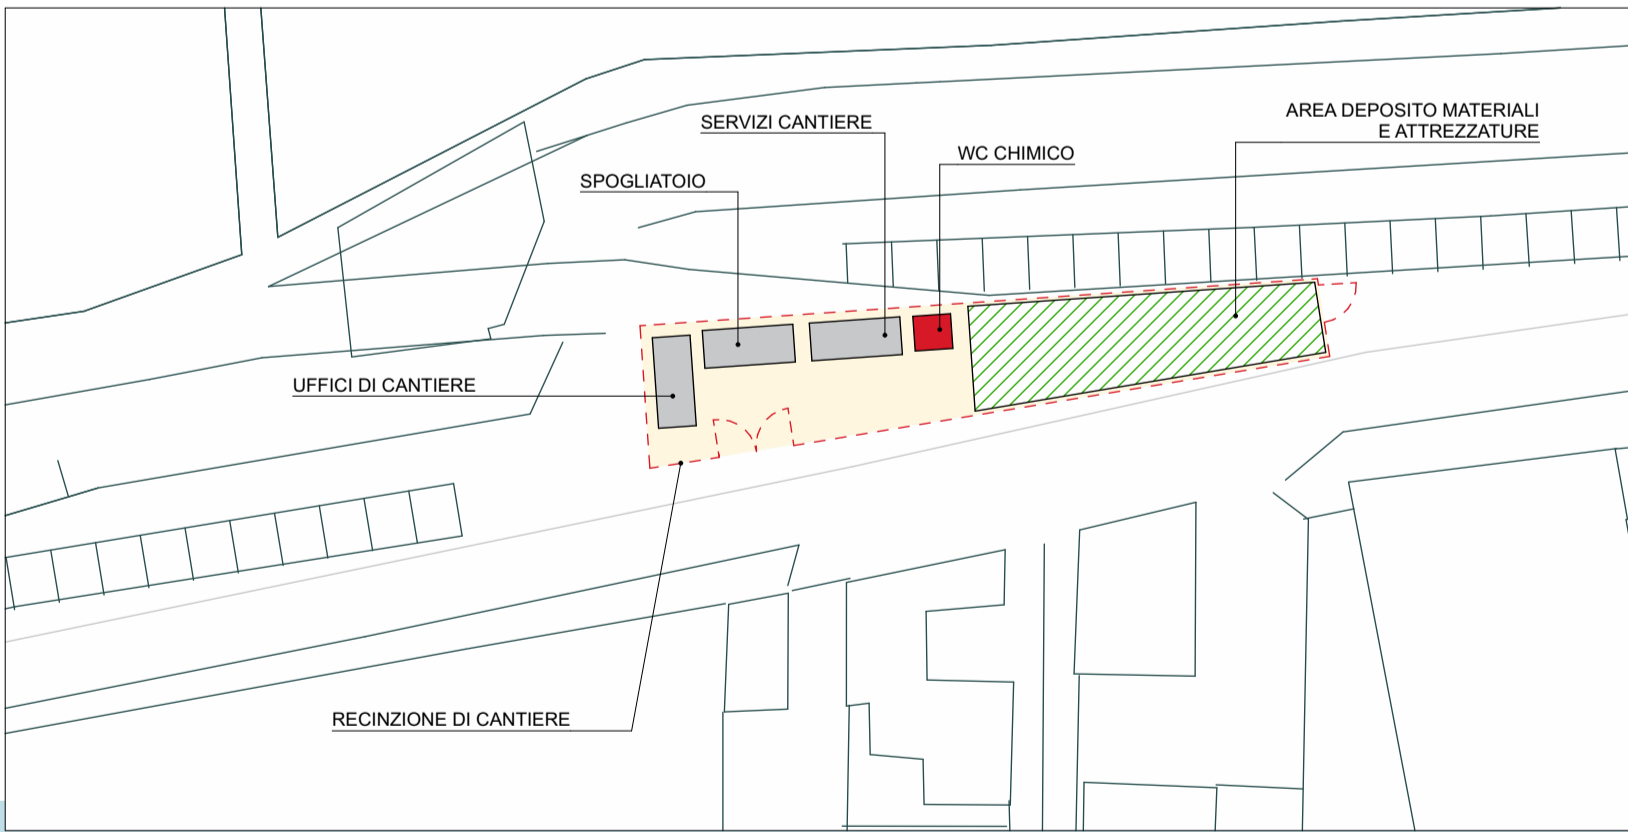 AREA DEPOSITO MATERIALI
E ATTREZZATURE
SERVIZI CANTIERE
WC CHIMICO
SPOGLIATOIO
UFFICI DI CANTIERE
RECINZIONE DI CANTIERE